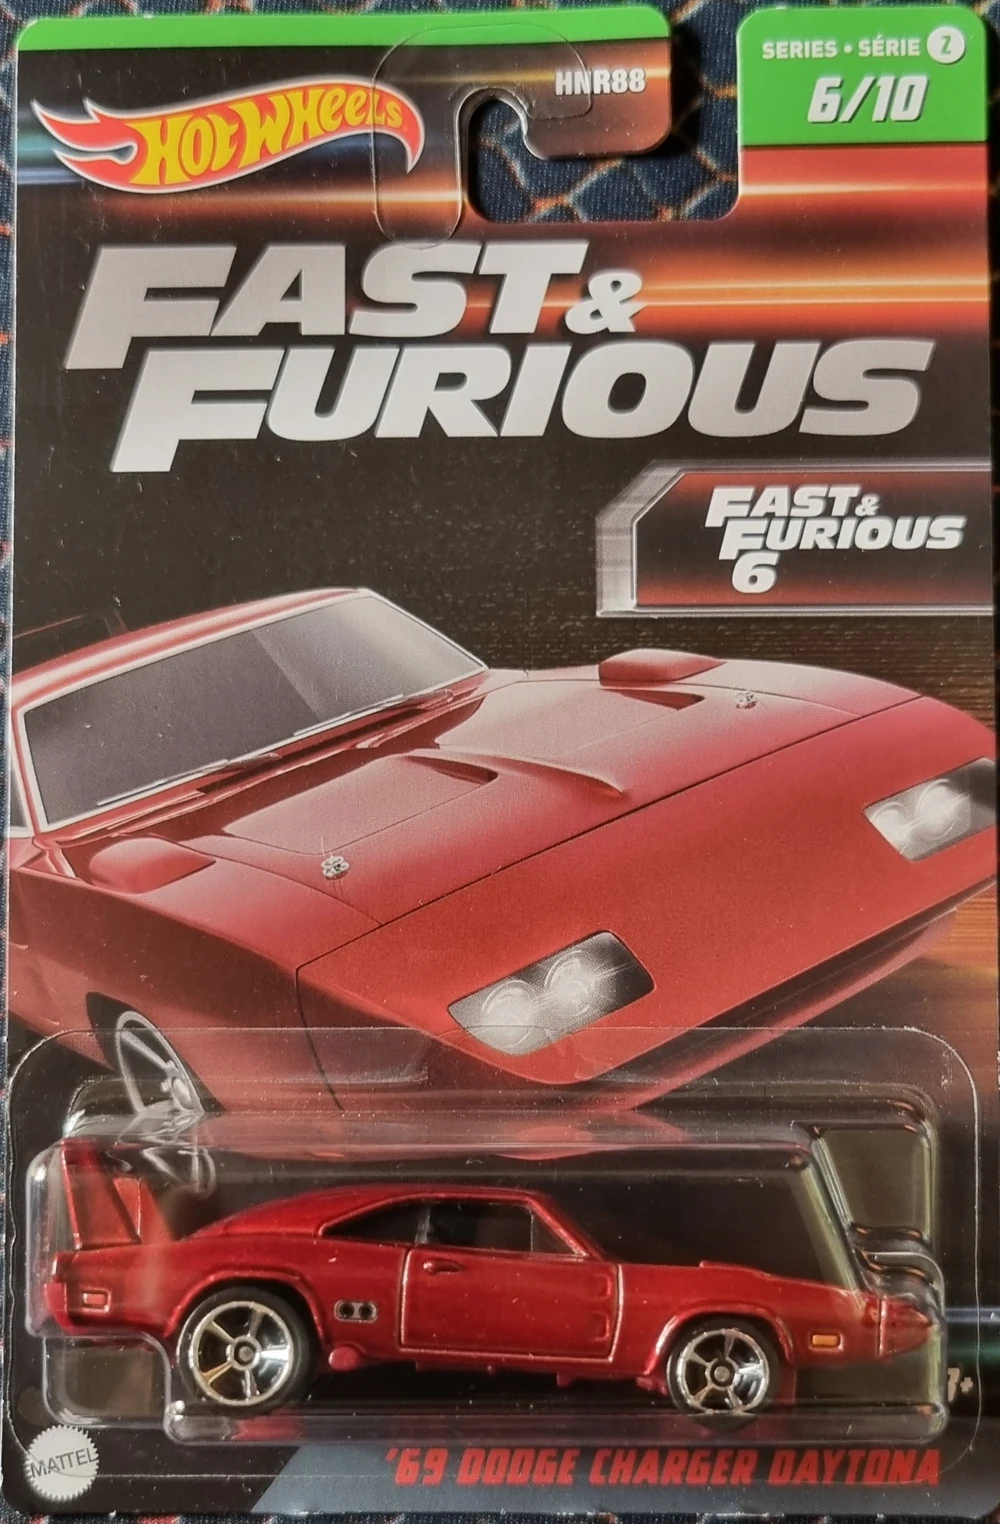 HOT WHEELS
HNR88
SERIES • SÉRIE 2
6/10
FAST &
FURIOUS
FAST &
FURIOUS
6
MATTEL
'69 DODGE CHARGER DAYTONA